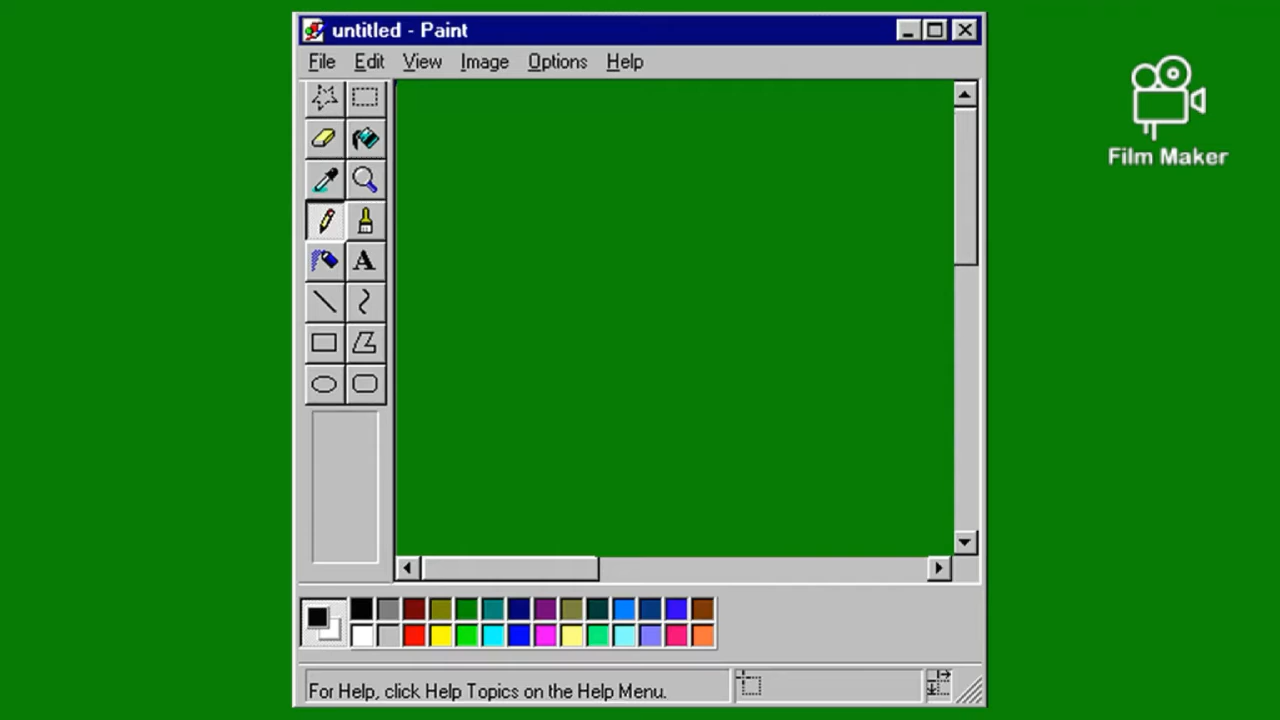 untitled - Paint
File Edit View Image Options Help
Film Maker
A
For Help, click Help Topics on the Help Menu.